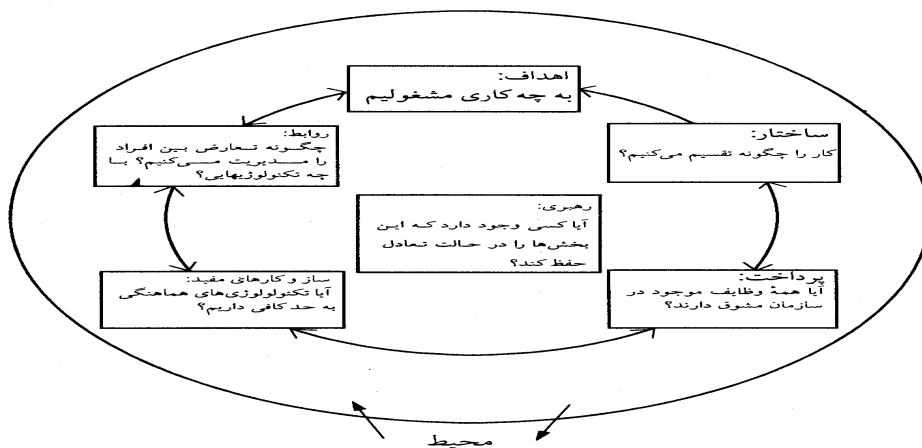 اهداف:
به چه کاری مشغولیم
ساختار:
کار را چگونه تقسیم می‌کنیم؟
روابط:
چگونه تعارض بین افراد
را مدیریت می‌کنیم؟ با
چه تکنولوژیهایی؟
رهبری:
آیا کسی وجود دارد که این
بخش‌ها را در حالت تعادل
حفظ کند؟
پرداخت:
آیا همهٔ وظایف موجود در
سازمان مشوق دارند؟
ساز و کارهای مفید:
آیا تکنولولوژی‌های هماهنگی
به حد کافی داریم؟
محیط